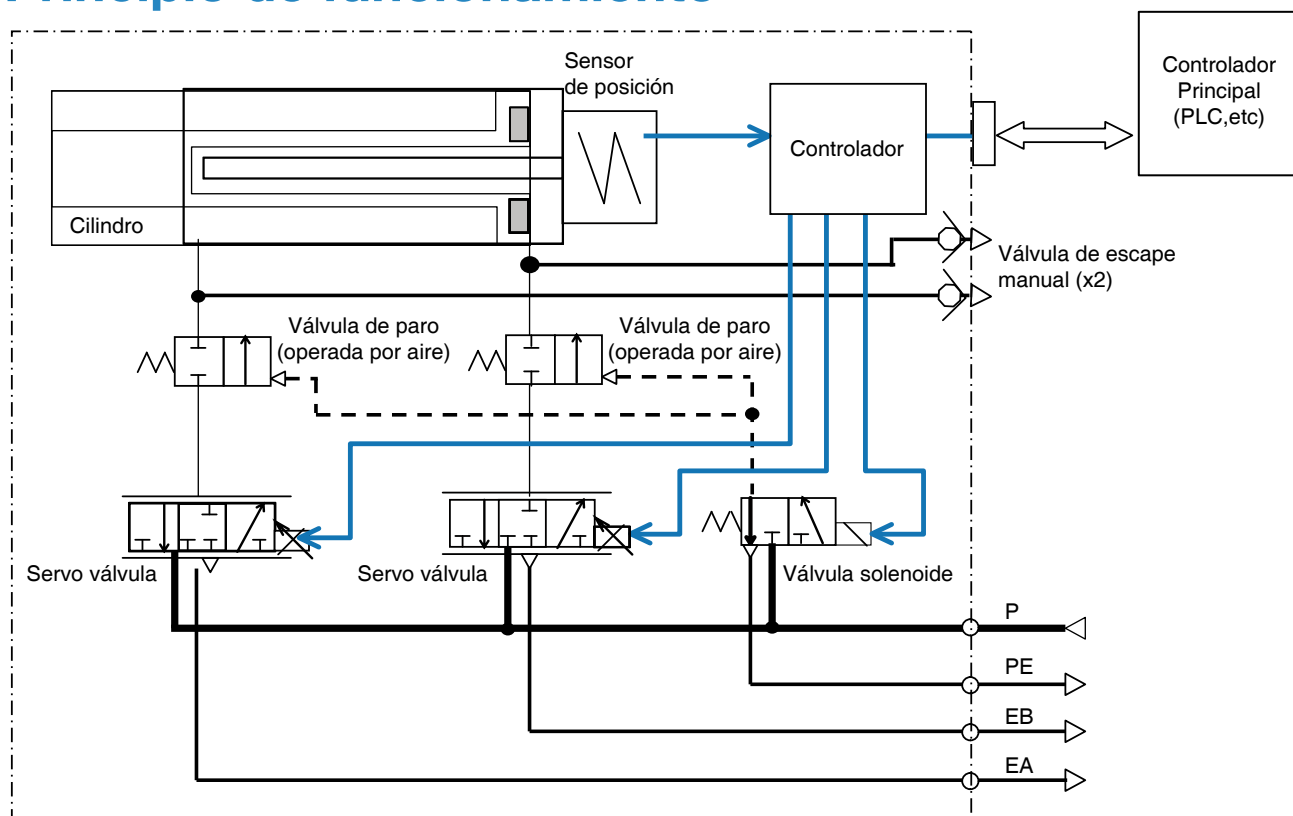 Principio de funcionamiento
Sensor
de posición
Controlador
Principal
(PLC,etc)
Controlador
Cilindro
Válvula de escape
manual (x2)
Válvula de paro
(operada por aire)
Válvula de paro
(operada por aire)
Servo válvula
Servo válvula
Válvula solenoide
P
PE
EB
EA